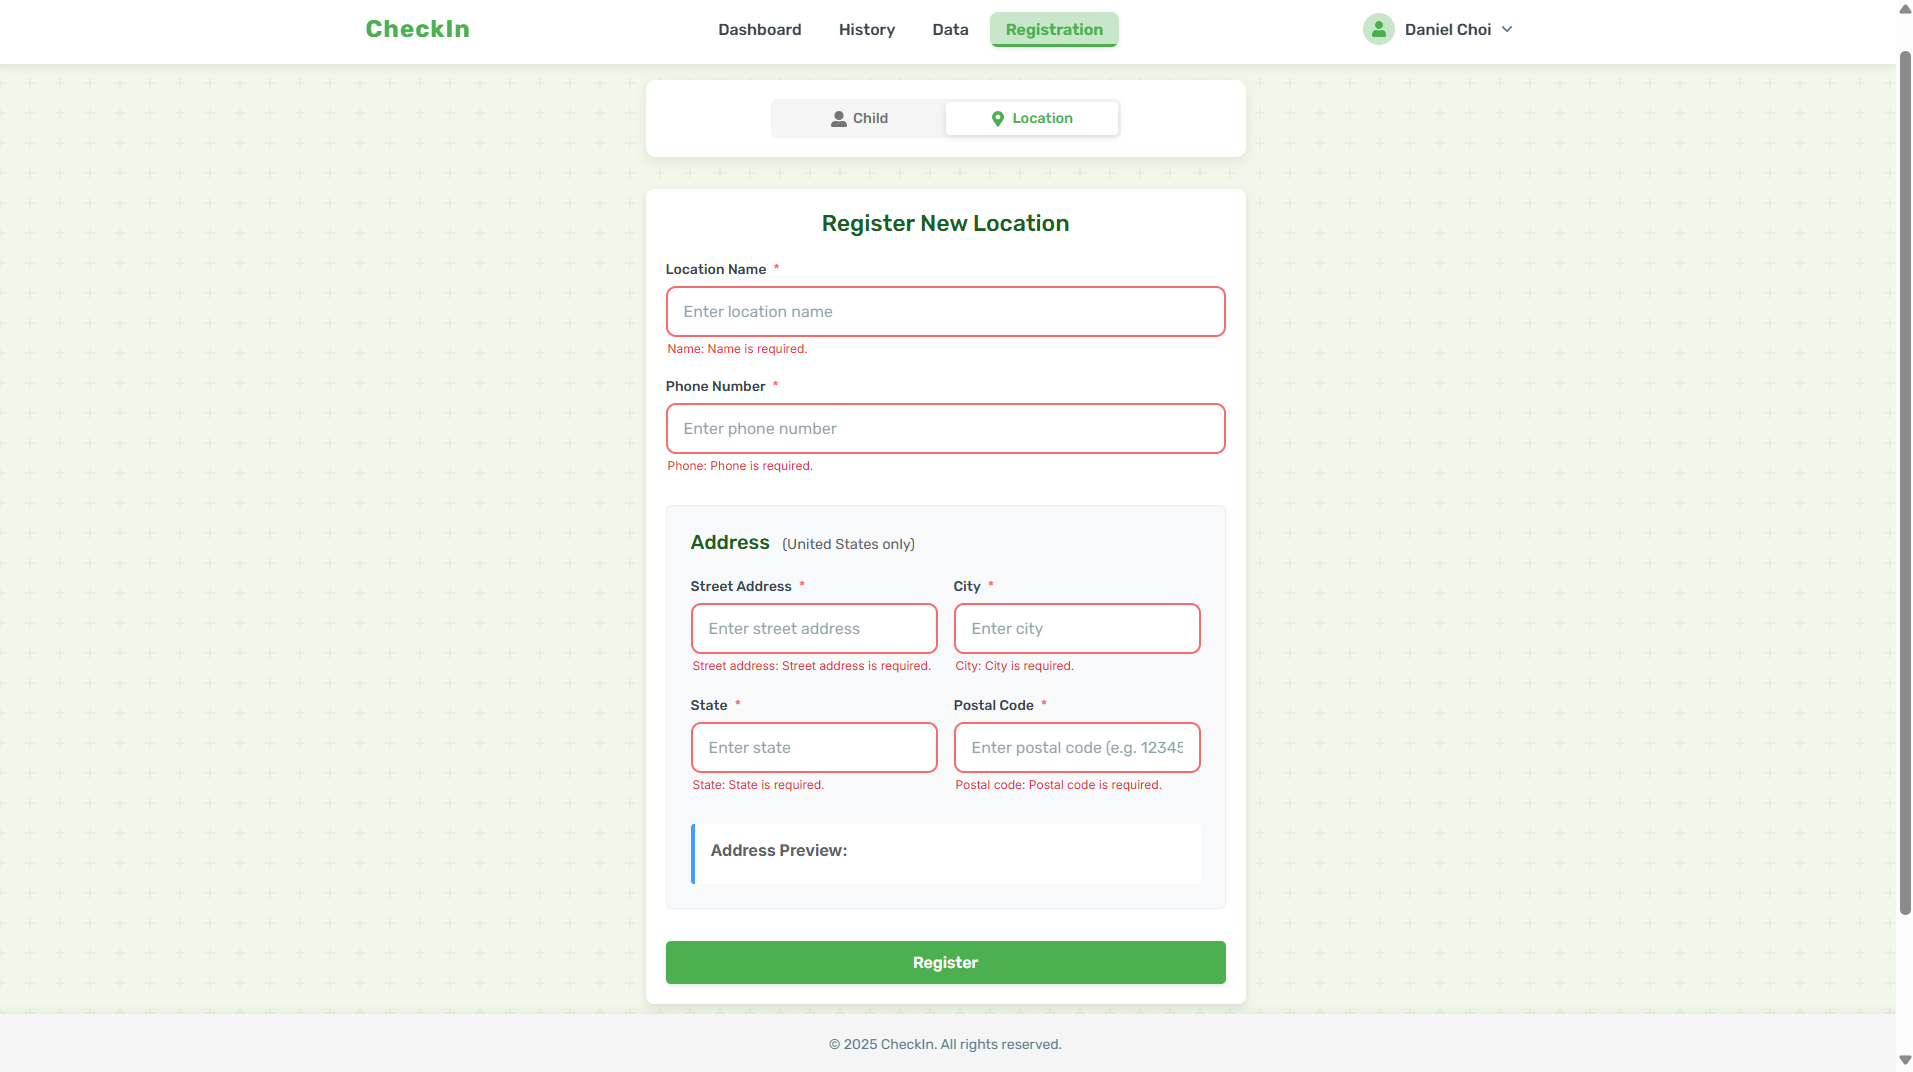 CheckIn
Dashboard
History
Data
Registration
Daniel Choi
Child
Location
Register New Location
Location Name *
Enter location name
Name: Name is required.
Phone Number *
Enter phone number
Phone: Phone is required.
Address (United States only)
Street Address *
City *
Enter street address
Enter city
Street address: Street address is required.
City: City is required.
State *
Postal Code *
Enter state
Enter postal code (e.g. 12345
State: State is required.
Postal code: Postal code is required.
Address Preview:
Register
© 2025 CheckIn. All rights reserved.